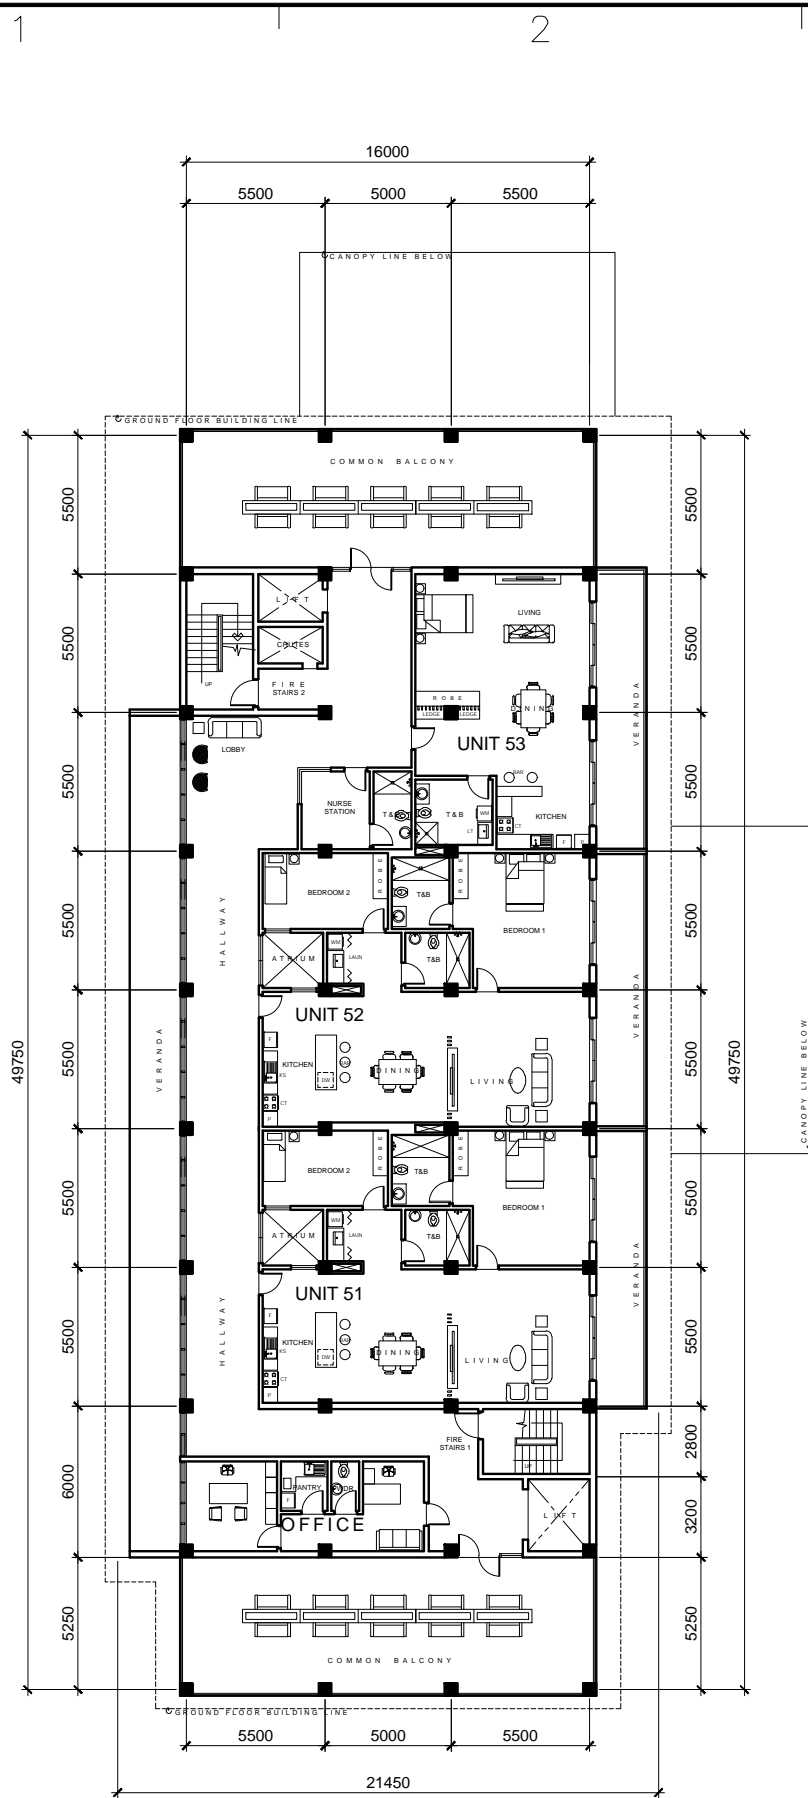 1
2
16000
5500 5000 5500
CANOPY LINE BELOW
GROUND FLOOR BUILDING LINE
COMMON BALCONY
5500
5500
LIFT
LIVING
CHUTES
5500
5500
FIRE
STAIRS 2
UP
ROBE
LEDGE LEDGE
DINING
VERANDA
UNIT 53
LOBBY
5500
5500
BAR
NURSE
STATION
T&B
T&B
WM
LT
CT
KITCHEN
F
P
BEDROOM 2
ROBE
T&B
ROBE
BEDROOM 1
5500
5500
HALLWAY
ATRIUM
WM
LAUN
T&B
UNIT 52
VERANDA
VERANDA
49750
49750
CANOPY LINE BELOW
5500
5500
F
KITCHEN
KS
BAR
DW
CT
P
DINING
LIVING
BEDROOM 2
ROBE
T&B
ROBE
BEDROOM 1
5500
5500
ATRIUM
WM
LAUN
T&B
VERANDA
UNIT 51
HALLWAY
5500
5500
F
KITCHEN
KS
BAR
DW
CT
P
DINING
LIVING
FIRE
STAIRS 1
UP
2800
6000
PANTRY
F
PWDR
OFFICE
LIFT
3200
5250
5250
COMMON BALCONY
GROUND FLOOR BUILDING LINE
5500 5000 5500
21450